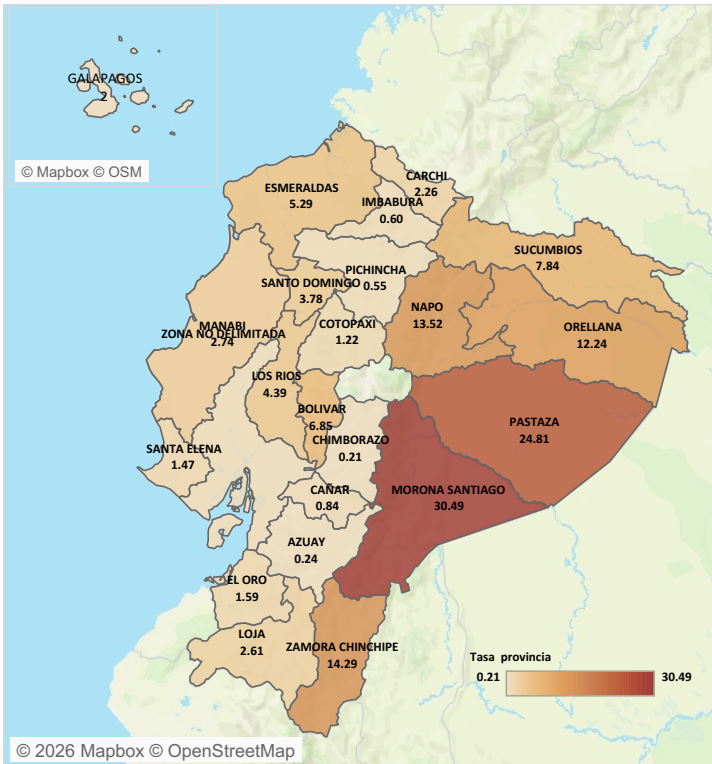 GALAPAGOS
2
© Mapbox © OSM
ESMERALDAS
5.29
CARCHI
2.26
IMBABURA
0.60
SUCUMBIOS
7.84
PICHINCHA
0.55
SANTO DOMINGO
3.78
NAPO
13.52
ORELLANA
12.24
COTOPAXI
1.22
MANABI
ZONA NO DELIMITADA
2.74
LOS RIOS
4.39
BOLIVAR
6.85
PASTAZA
24.81
CHIMBORAZO
0.21
SANTA ELENA
1.47
CAÑAR
0.84
MORONA SANTIAGO
30.49
AZUAY
0.24
EL ORO
1.59
LOJA
2.61
ZAMORA CHINCHIPE
14.29
Tasa provincia
0.21
30.49
© 2026 Mapbox © OpenStreetMap